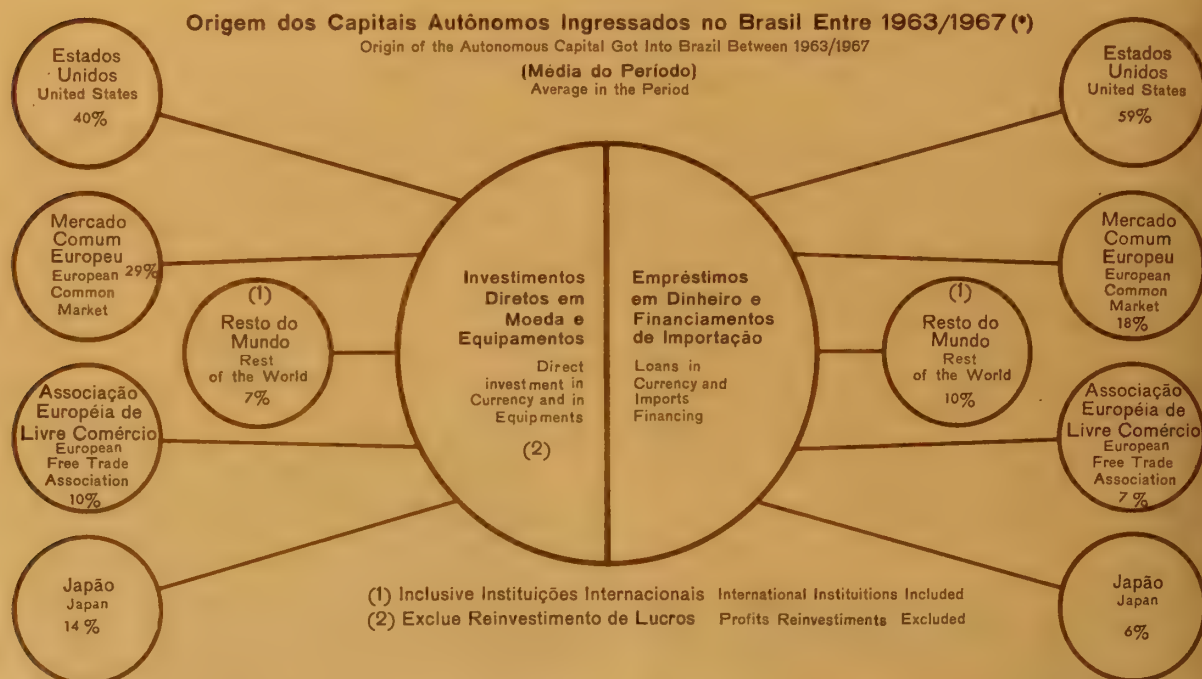 Origem dos Capitais Autônomos Ingressados no Brasil Entre 1963/1967 (*)
Origin of the Autonomous Capital Got Into Brazil Between 1963/1967
(Média do Período)
Average in the Period
Estados
Unidos
United States
40%
Mercado
Comum
Europeu
European 29%
Common
Market
(1)
Resto do
Mundo
Rest
of the World
7%
Associação
Européia de
Livre Comércio
European
Free Trade
Association
10%
Japão
Japan
14%
Investimentos
Diretos em
Moeda e
Equipamentos
Direct
investment in
Currency and in
Equipments
(2)
Empréstimos
em Dinheiro e
Financiamentos
de Importação
Loans in
Currency and
Imports
Financing
Estados
Unidos
United States
59%
Mercado
Comum
Europeu
European
Common
Market
18%
(1)
Resto do
Mundo
Rest
of the World
10%
Associação
Européia de
Livre Comércio
European
Free Trade
Association
7%
Japão
Japan
6%
(1) Inclusive Instituições Internacionais International Instituitions Included
(2) Exclue Reinvestimento de Lucros Profits Reinvestiments Excluded